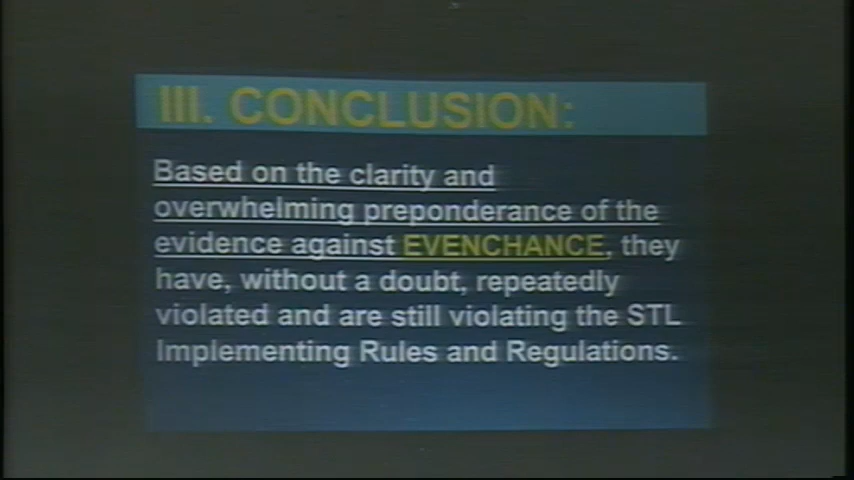 III. CONCLUSION:
Based on the clarity and
overwhelming preponderance of the
evidence against EVENCHANCE, they
have, without a doubt, repeatedly
violated and are still violating the STL
Implementing Rules and Regulations.